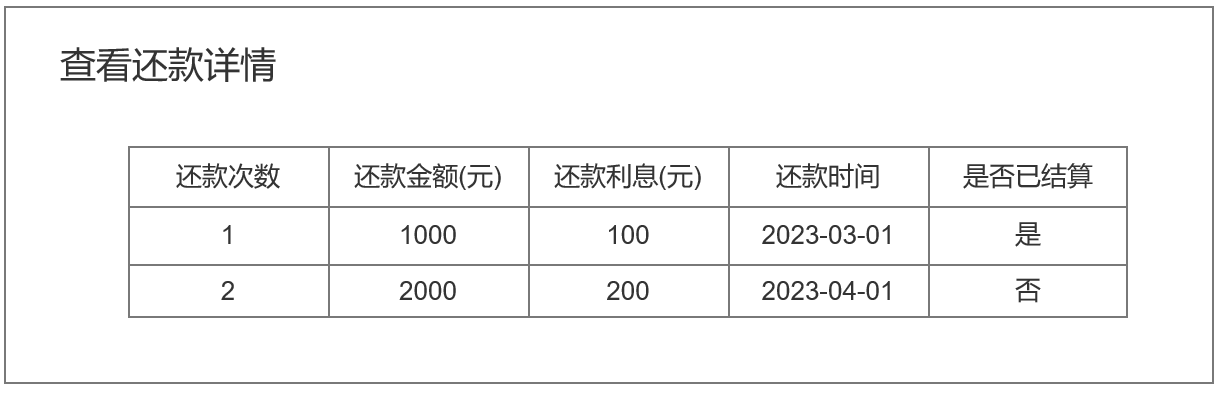 查看还款详情
还款次数 还款金额(元) 还款利息(元) 还款时间 是否已结算
1 1000 100 2023-03-01 是
2 2000 200 2023-04-01 否